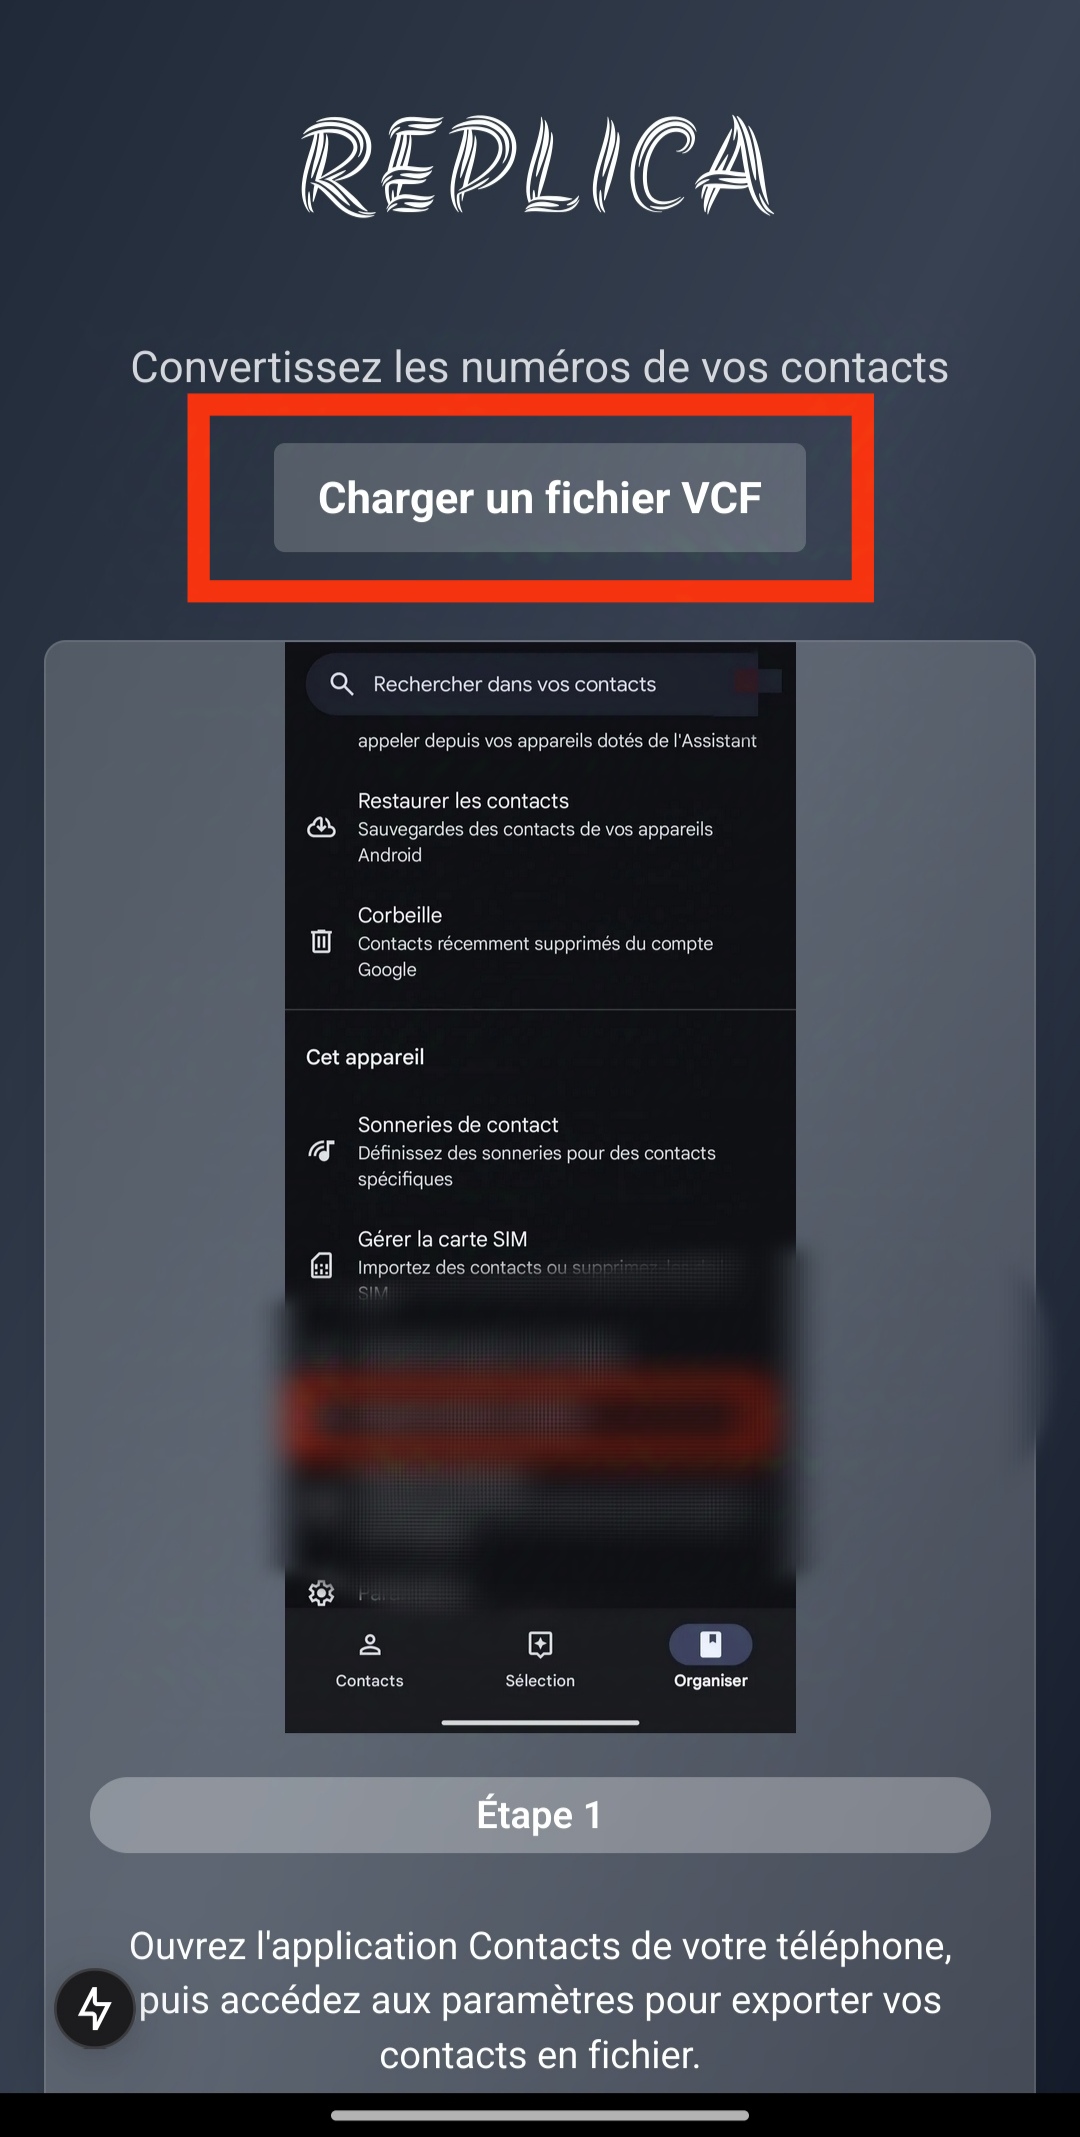 REPLICA
Convertissez les numéros de vos contacts
Charger un fichier VCF
Rechercher dans vos contacts
appeler depuis vos appareils dotés de l'Assistant
Restaurer les contacts
Sauvegardes des contacts de vos appareils
Android
Corbeille
Contacts récemment supprimés du compte
Google
Cet appareil
Sonneries de contact
Définissez des sonneries pour des contacts
spécifiques
Gérer la carte SIM
Importez des contacts ou supprimez-les
SIM
Contacts
Sélection
Organiser
Étape 1
Ouvrez l'application Contacts de votre téléphone,
puis accédez aux paramètres pour exporter vos
contacts en fichier.